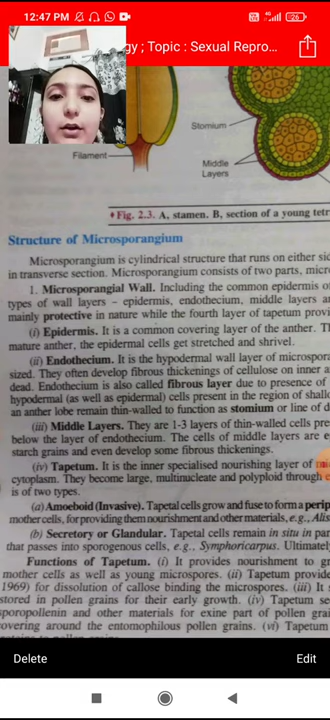 12:47 PM
26
gy ; Topic : Sexual Repro...
Stomium
Filament
Middle
Layers
Fig. 2.3. A, stamen. B, section of a young tetr
Structure of Microsporangium
Microsporangium is cylindrical structure that runs on either sid
in transverse section. Microsporangium consists of two parts, micr
1. Microsporangial Wall. Including the common epidermis o
types of wall layers – epidermis, endothecium, middle layers a
mainly protective in nature while the fourth layer of tapetum provi
(i) Epidermis. It is a common covering layer of the anther. T
mature anther, the epidermal cells get stretched and shrivel.
(ii) Endothecium. It is the hypodermal wall layer of microspora
sized. They often develop fibrous thickenings of cellulose on inner a
dead. Endothecium is also called fibrous layer due to presence of
hypodermal (as well as epidermal) cells present in the region of shallo
an anther lobe remain thin-walled to function as stomium or line of d
(iii) Middle Layers. They are 1-3 layers of thin-walled cells pre
below the layer of endothecium. The cells of middle layers are e
starch grains and even develop some fibrous thickenings.
(iv) Tapetum. It is the inner specialised nourishing layer of mi
cytoplasm. They become large, multinucleate and polyploid through e
is of two types.
(a) Amoeboid (Invasive). Tapetal cells grow and fuse to form a perip
mother cells, for providing them nourishment and other materials, e.g., Alis
(b) Secretory or Glandular. Tapetal cells remain in situ in par
that passes into sporogenous cells, e.g., Symphoricarpus. Ultimatel
Functions of Tapetum. (i) It provides nourishment to gr
mother cells as well as young microspores. (ii) Tapetum provide
1969) for dissolution of callose binding the microspores. (iii) It s
stored in pollen grains for their early growth. (iv) Tapetum se
sporopollenin and other materials for exine part of pollen grai
covering around the entomophilous pollen grains. (vi) Tapetum
Delete
Edit